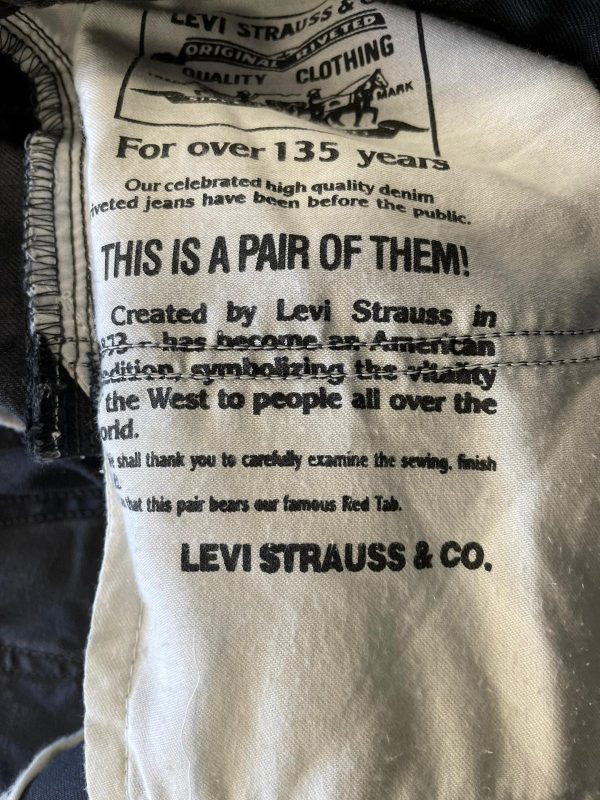 LEVI STRAUSS &
ORIGINAL RIVETED
QUALITY CLOTHING
MARK
For over 135 years
Our celebrated high quality denim
iveted jeans have been before the public.
THIS IS A PAIR OF THEM!
Created by Levi Strauss in
873 - has become an American
adition, symbolizing the vitality
the West to people all over the
orld.
shall thank you to carefully examine the sewing, finish
that this pair bears our famous Red Tab.
LEVI STRAUSS & CO.